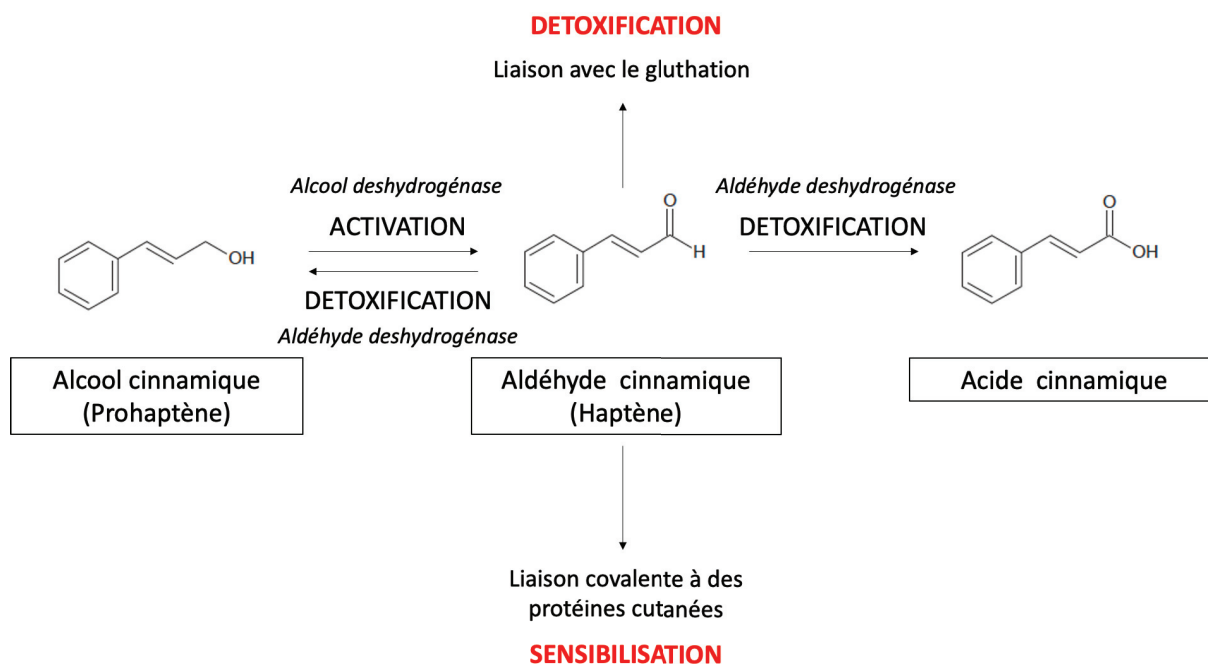 DETOXIFICATION
Liaison avec le gluthation
Alcool deshydrogénase
ACTIVATION
DETOXIFICATION
Aldéhyde deshydrogénase
Aldéhyde deshydrogénase
DETOXIFICATION
OH
O
H
O
OH
Alcool cinnamique
(Prohaptène)
Aldéhyde cinnamique
(Haptène)
Acide cinnamique
Liaison covalente à des
protéines cutanées
SENSIBILISATION